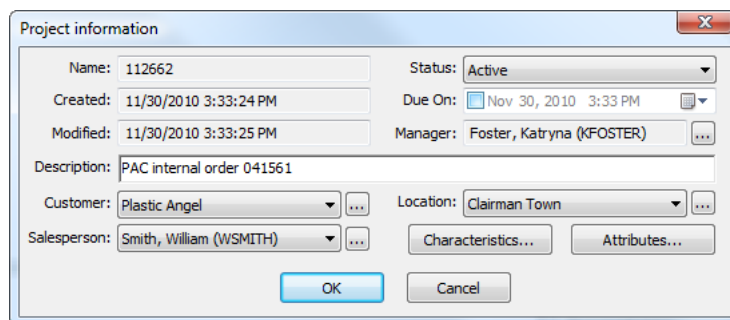 Project information
Name: 112662 Status: Active
Created: 11/30/2010 3:33:24 PM Due On: Nov 30, 2010 3:33 PM
Modified: 11/30/2010 3:33:25 PM Manager: Foster, Katryna (KFOSTER) ...
Description: PAC internal order 041561
Customer: Plastic Angel ... Location: Clairman Town ...
Salesperson: Smith, William (WSMITH) ... Characteristics... Attributes...
OK Cancel